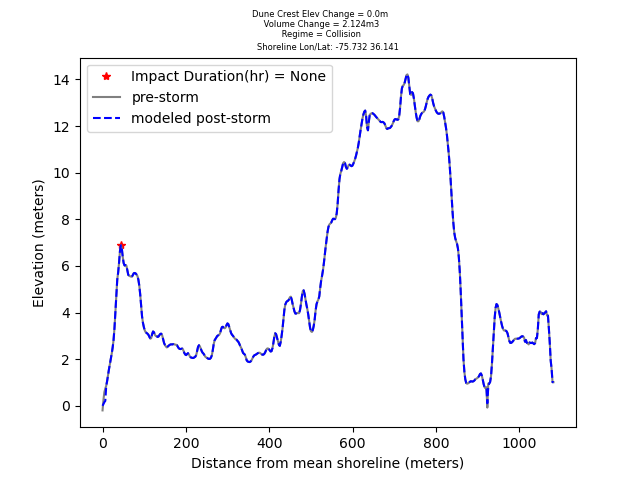 Dune Crest Elev Change = 0.0m
Volume Change = 2.124m3
Regime = Collision
Shoreline Lon/Lat: -75.732 36.141
Impact Duration(hr) = None
pre-storm
modeled post-storm
14
12
10
8
6
4
2
0
Elevation (meters)
0 200 400 600 800 1000
Distance from mean shoreline (meters)